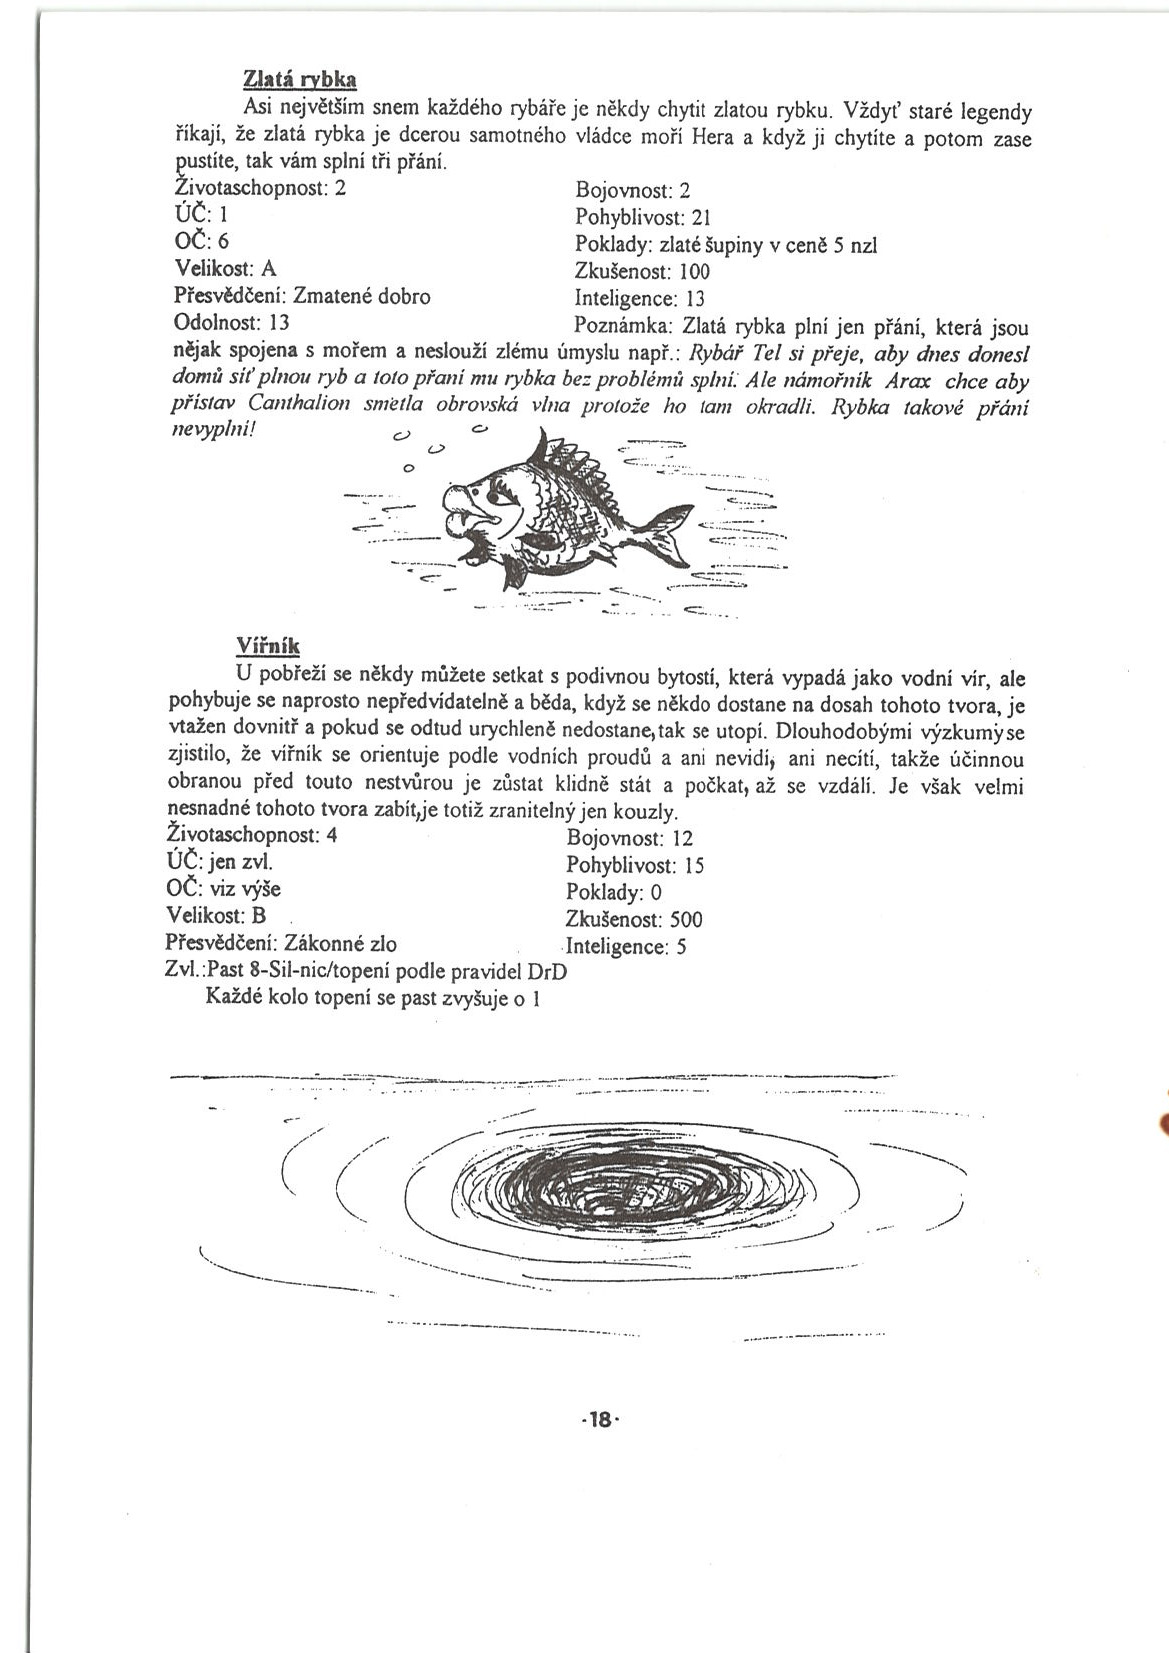 Zlatá rybka
Asi největším snem každého rybáře je někdy chytit zlatou rybku. Vždyť staré legendy
říkají, že zlatá rybka je dcerou samotného vládce moří Hera a když ji chytíte a potom zase
pustíte, tak vám splní tři přání.
Životaschopnost: 2 Bojovnost: 2
ÚČ: 1 Pohyblivost: 21
OČ: 6 Poklady: zlaté šupiny v ceně 5 nzl
Velikost: A Zkušenost: 100
Přesvědčení: Zmatené dobro Inteligence: 13
Odolnost: 13 Poznámka: Zlatá rybka plní jen přání, která jsou
nějak spojena s mořem a neslouží zlému úmyslu např.: Rybář Tel si přeje, aby dnes donesl
domů síť plnou ryb a toto přaní mu rybka bez problémů splní. Ale námořník Arax chce aby
přístav Canthalion smetla obrovská vlna protože ho tam okradli. Rybka takové přání
nevyplní!
Vířník
U pobřeží se někdy můžete setkat s podivnou bytostí, která vypadá jako vodní vír, ale
pohybuje se naprosto nepředvídatelně a běda, když se někdo dostane na dosah tohoto tvora, je
vtažen dovnitř a pokud se odtud urychleně nedostane, tak se utopí. Dlouhodobými výzkumy se
zjistilo, že vířník se orientuje podle vodních proudů a ani nevidí, ani necítí, takže účinnou
obranou před touto nestvůrou je zůstat klidně stát a počkat, až se vzdálí. Je však velmi
nesnadné tohoto tvora zabít,je totiž zranitelný jen kouzly.
Životaschopnost: 4 Bojovnost: 12
ÚČ: jen zvl. Pohyblivost: 15
OČ: viz výše Poklady: 0
Velikost: B Zkušenost: 500
Přesvědčení: Zákonné zlo Inteligence: 5
Zvl.:Past 8-Sil-nic/topení podle pravidel DrD
Každé kolo topení se past zvyšuje o 1
·18·